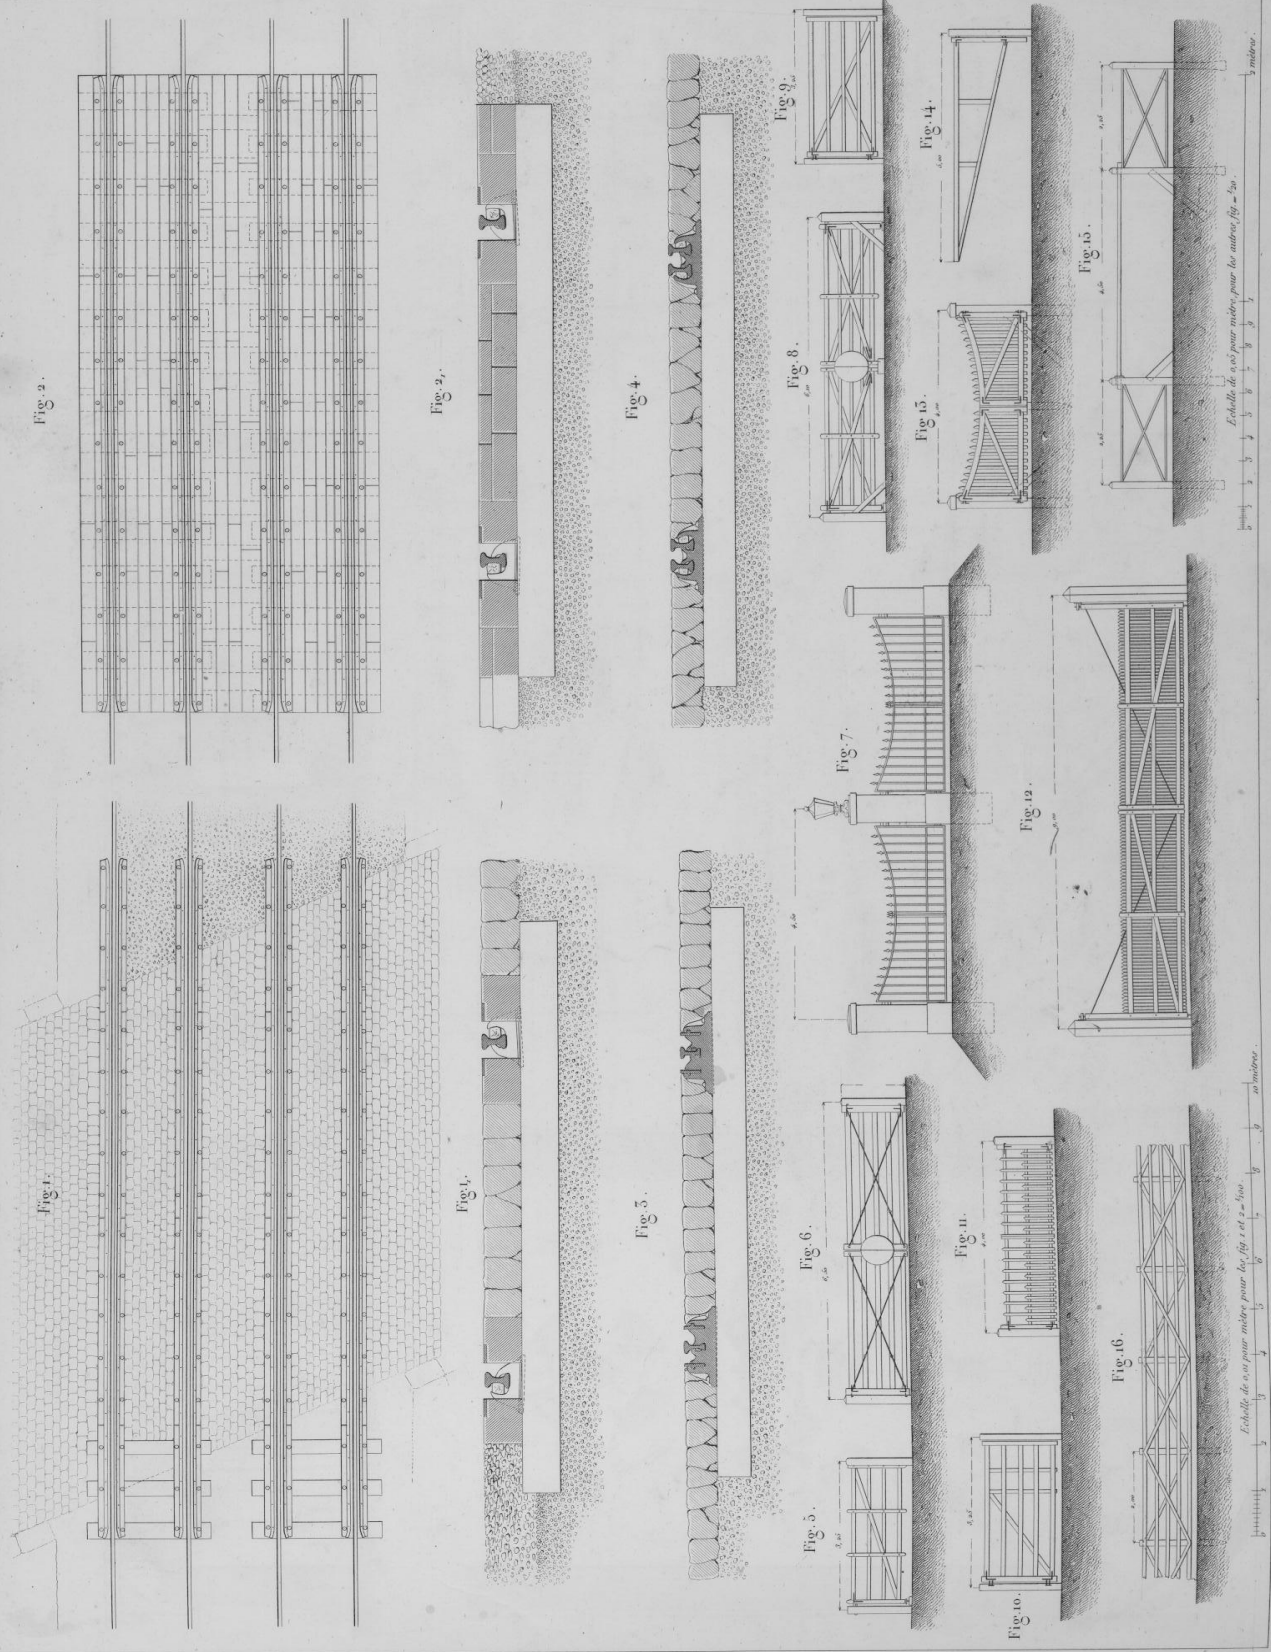 Fig. 1.
Fig. 2.
Fig. 1,.
Fig. 2,.
Fig. 3.
Fig. 4.
Fig. 5.
Fig. 6.
Fig. 7.
Fig. 8.
Fig. 9.
Fig. 10.
Fig. 11.
Fig. 12.
Fig. 13.
Fig. 14.
Fig. 15.
Fig. 16.
Echelle de 0,01 pour mètre pour les fig. 1 et 2 = 1/100.
10 mètres.
Echelle de 0,05 pour mètre, pour les autres fig. = 1/20.
2 mètres.